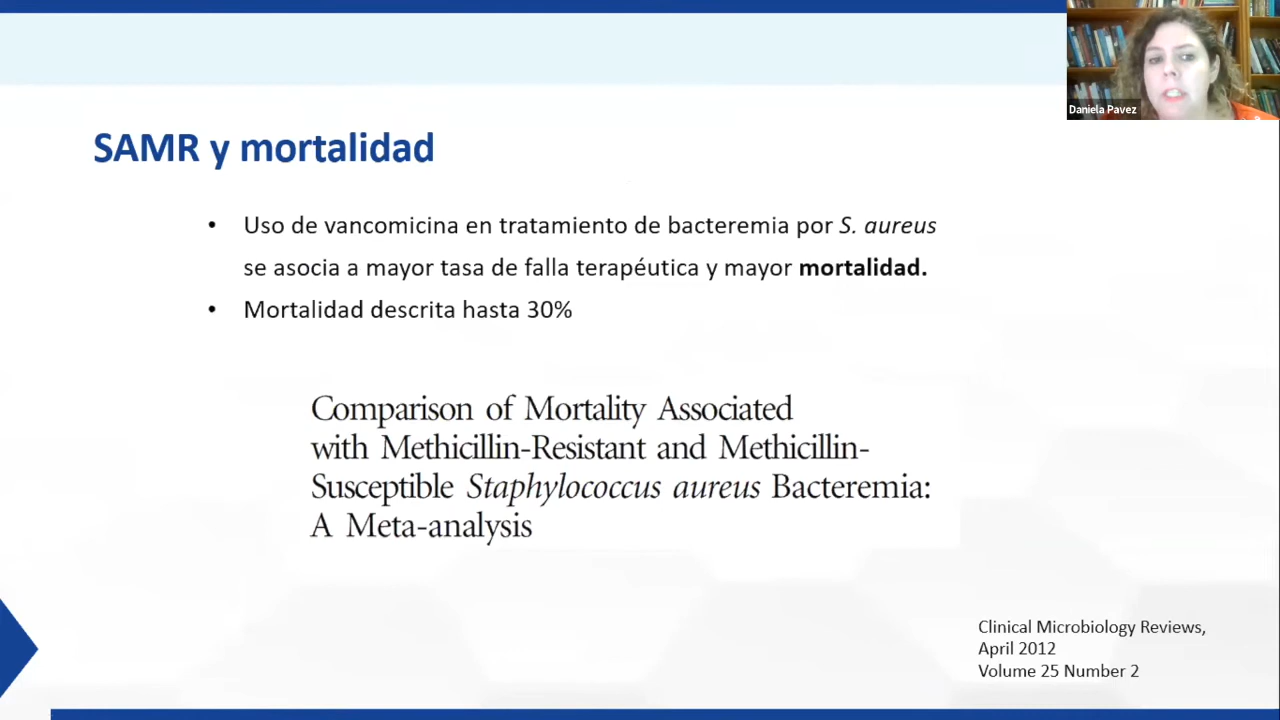 Daniela Pavez
SAMR y mortalidad
• Uso de vancomicina en tratamiento de bacteremia por S. aureus
se asocia a mayor tasa de falla terapéutica y mayor mortalidad.
• Mortalidad descrita hasta 30%
Comparison of Mortality Associated
with Methicillin-Resistant and Methicillin-
Susceptible Staphylococcus aureus Bacteremia:
A Meta-analysis
Clinical Microbiology Reviews,
April 2012
Volume 25 Number 2